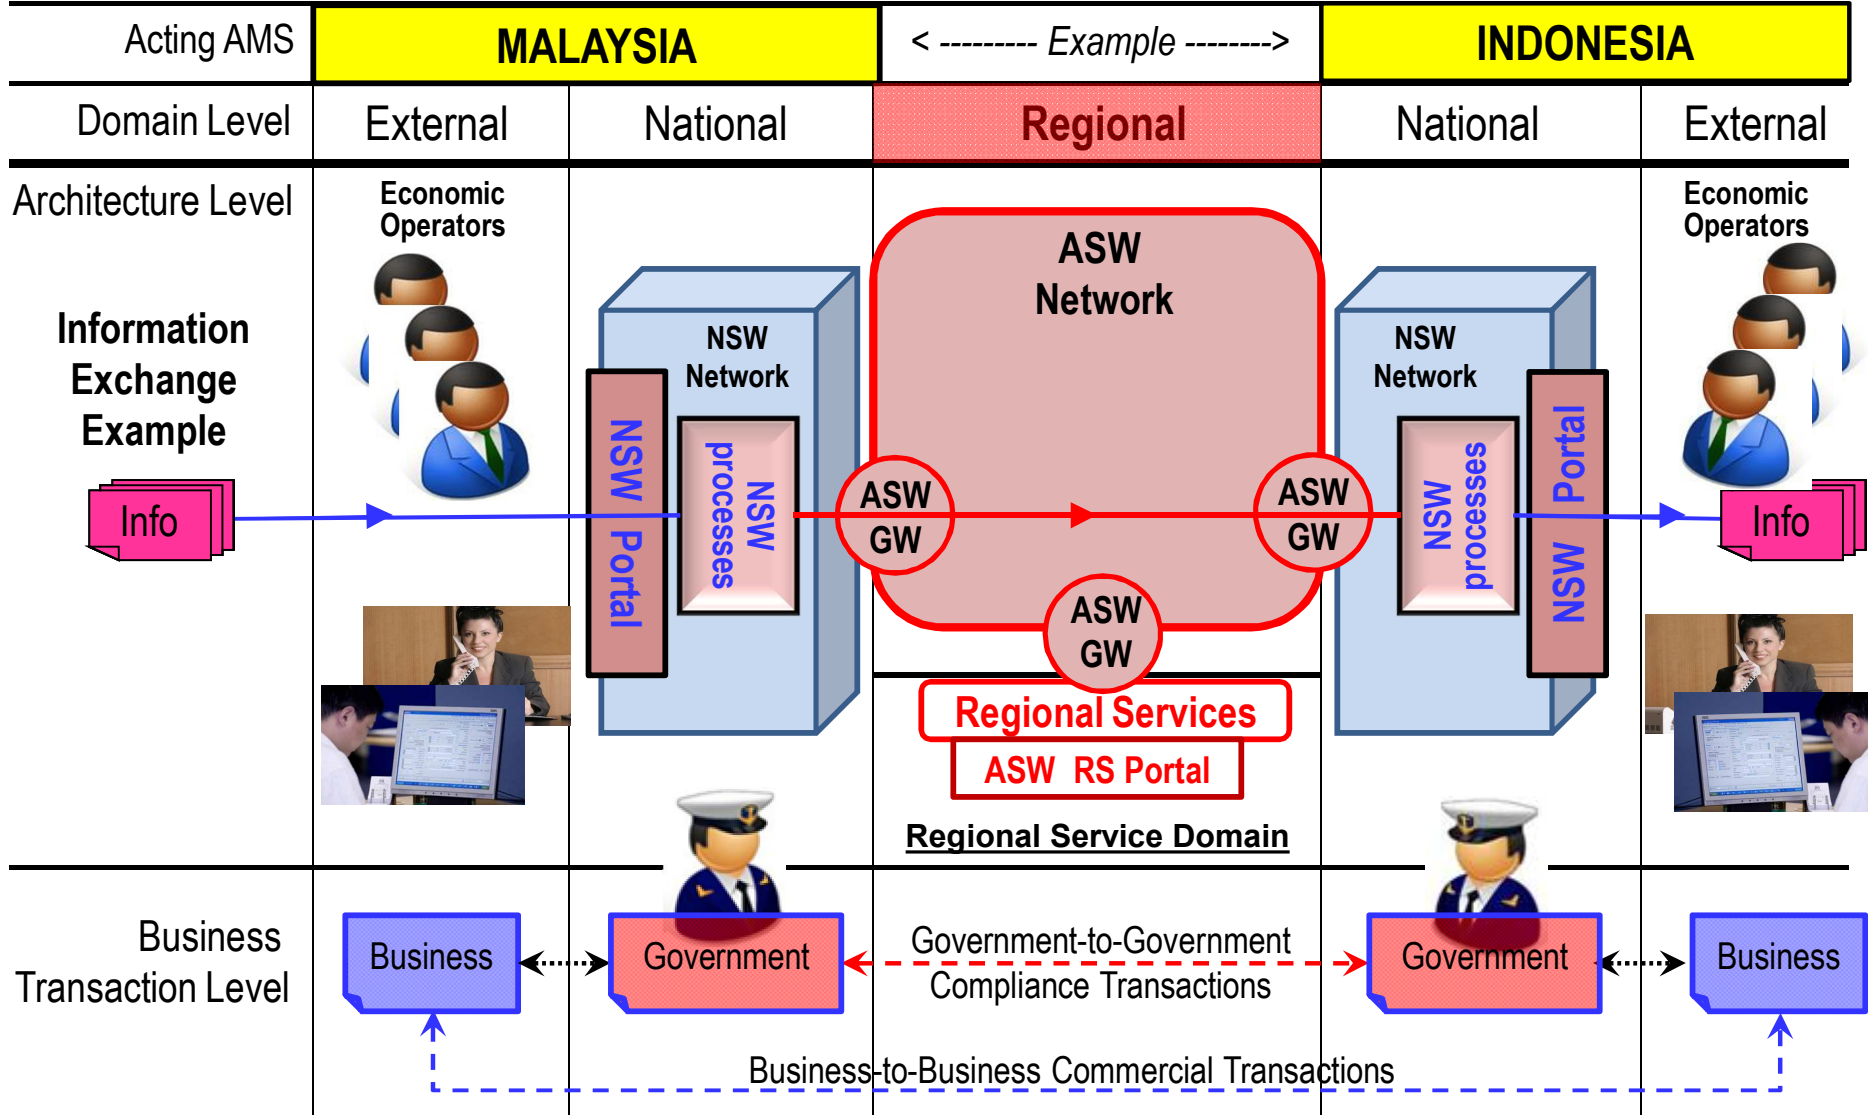 Acting AMS
MALAYSIA
< --------- Example -------->
INDONESIA
Domain Level
External
National
Regional
National
External
Architecture Level
Economic
Operators
Economic
Operators
ASW
Network
Information
Exchange
Example
NSW
Network
NSW
Network
NSW Portal
NSW
processes
NSW
processes
NSW Portal
Info
ASW
GW
ASW
GW
Info
ASW
GW
Regional Services
ASW RS Portal
Regional Service Domain
Business
Transaction Level
Business
Government
Government-to-Government
Compliance Transactions
Government
Business
Business-to-Business Commercial Transactions